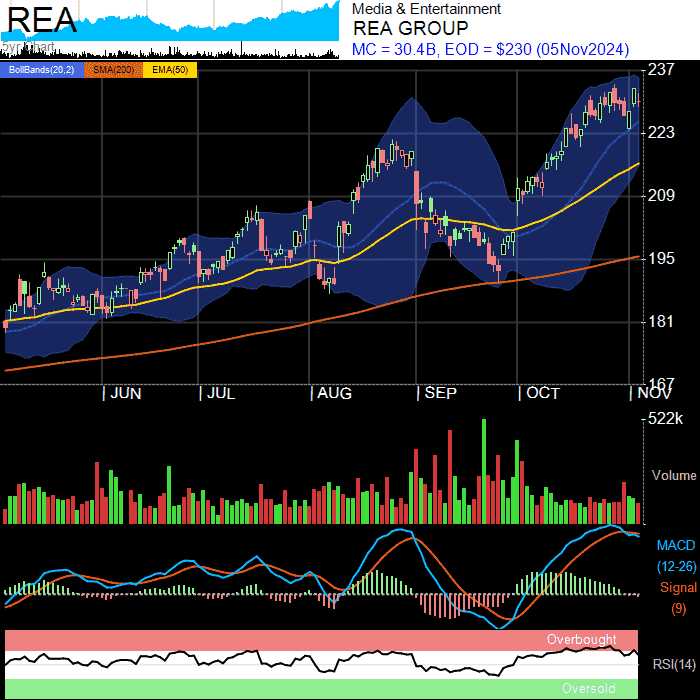 REA
5yr Chart
Media & Entertainment
REA GROUP
MC = 30.4B, EOD = $230 (05Nov2024)
BollBands(20,2) SMA(200) EMA(50)
237
223
209
195
181
167
| JUN | JUL | AUG | SEP | OCT | NOV
522k
Volume
MACD
(12-26)
Signal
(9)
Overbought
RSI(14)
Oversold